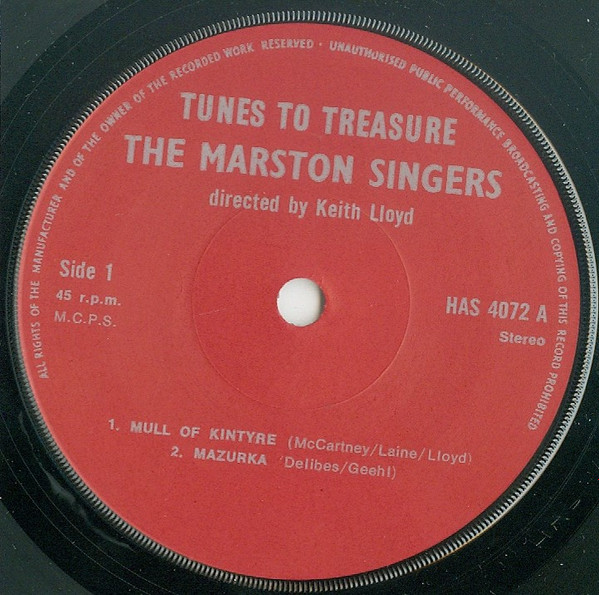 ALL RIGHTS OF THE MANUFACTURER AND OF THE OWNER OF THE RECORDED WORK RESERVED · UNAUTHORISED PUBLIC PERFORMANCE BROADCASTING AND COPYING OF THIS RECORD PROHIBITED
TUNES TO TREASURE
THE MARSTON SINGERS
directed by Keith Lloyd
Side 1
45 r.p.m.
M.C.P.S.
HAS 4072 A
Stereo
1. MULL OF KINTYRE (McCartney/Laine/Lloyd)
2. MAZURKA (Delibes/Geehl)